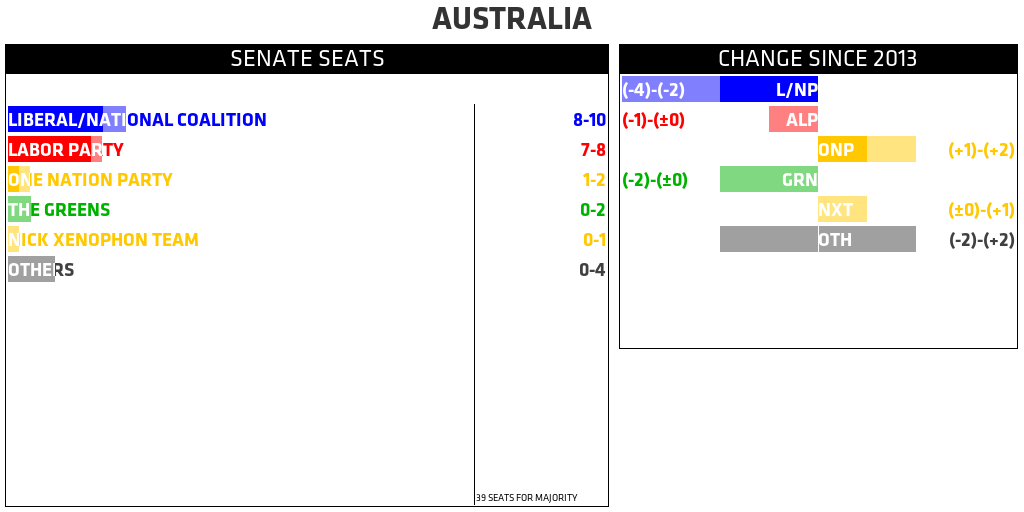 AUSTRALIA
SENATE SEATS
LIBERAL/NATIONAL COALITION 8-10
LABOR PARTY 7-8
ONE NATION PARTY 1-2
THE GREENS 0-2
NICK XENOPHON TEAM 0-1
OTHERS 0-4
39 SEATS FOR MAJORITY
CHANGE SINCE 2013
(-4)-(-2) L/NP
(-1)-(±0) ALP
ONP (+1)-(+2)
(-2)-(±0) GRN
NXT (±0)-(+1)
OTH (-2)-(+2)